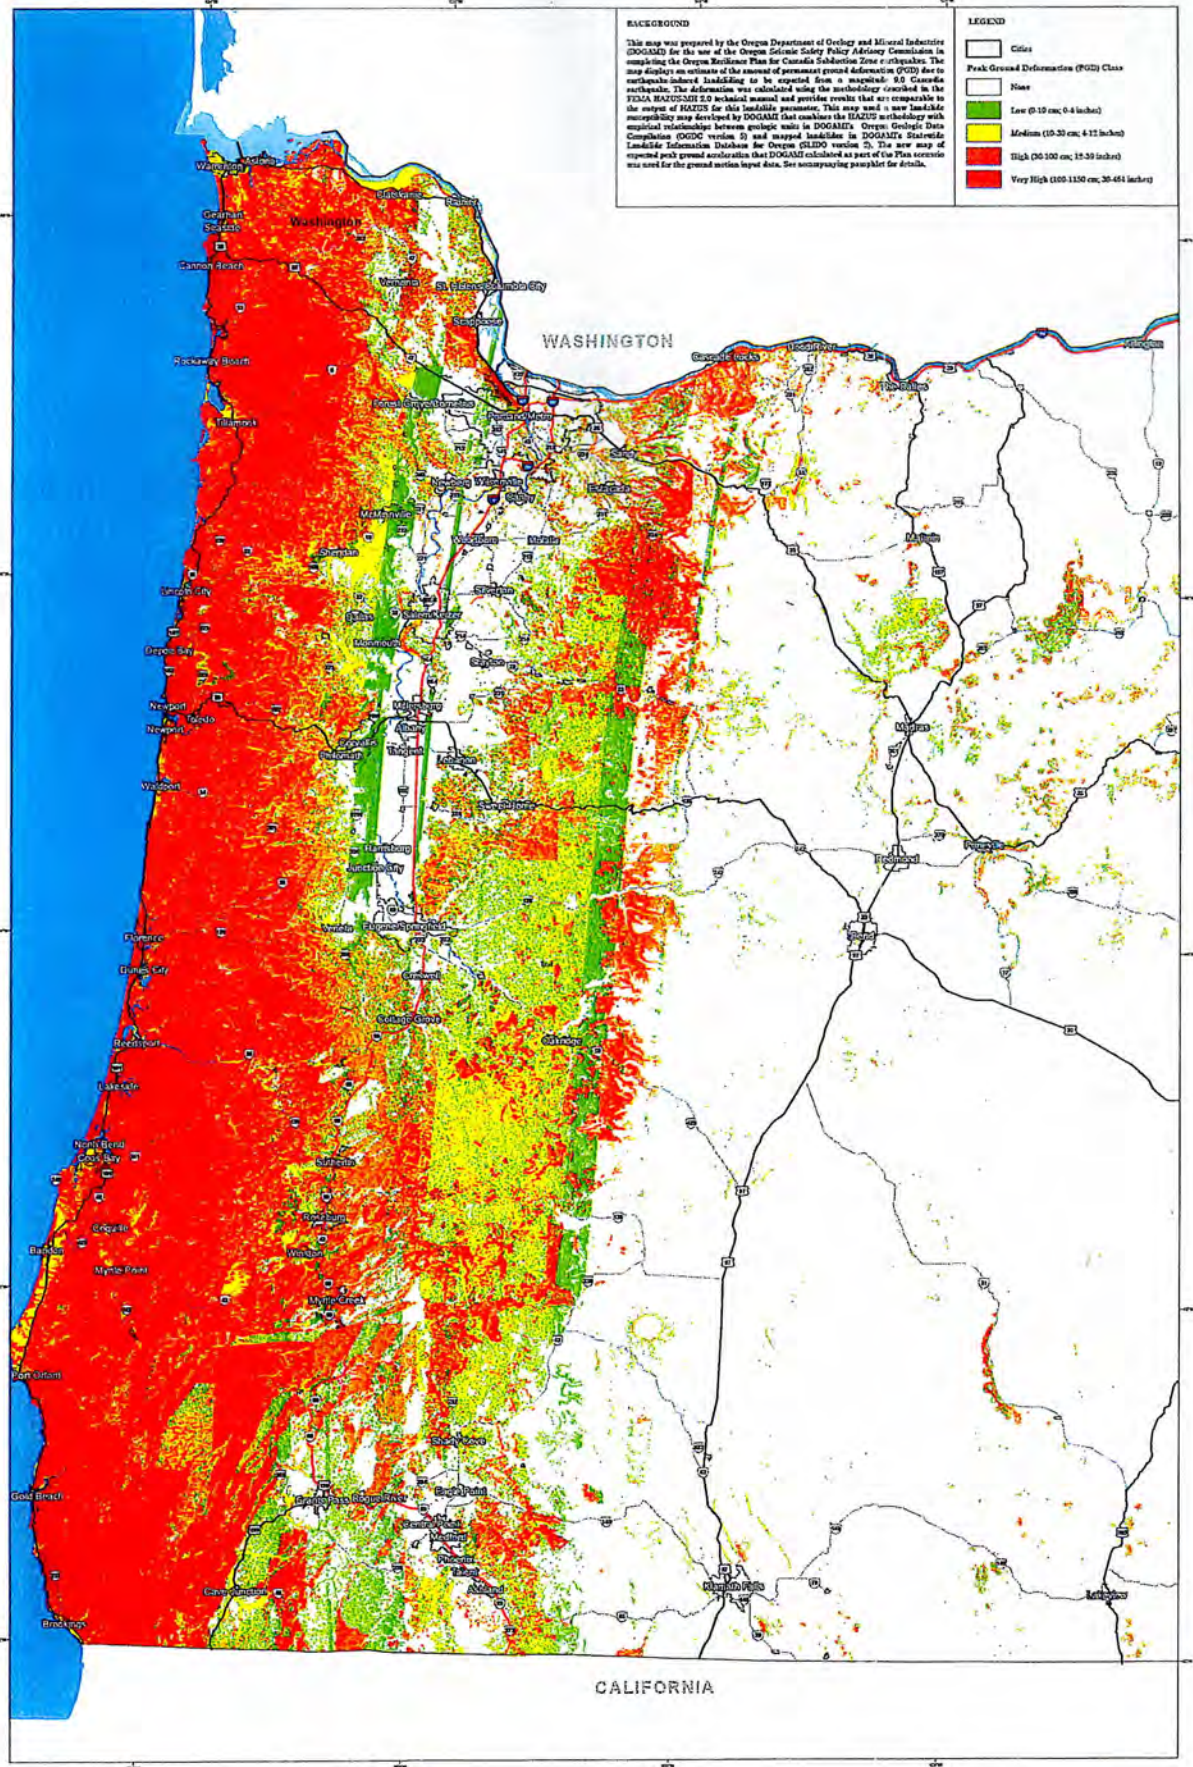 BACKGROUND
This map was prepared by the Oregon Department of Geology and Mineral Industries
(DOGAMI) for the use of the Oregon Seismic Safety Policy Advisory Commission in
completing the Oregon Resilience Plan for Cascadia Subduction Zone earthquakes. The
map displays an estimate of the amount of permanent ground deformation (PGD) due to
earthquake-induced landsliding to be expected from a magnitude 9.0 Cascadia
earthquake. The deformation was calculated using the methodology described in the
FEMA HAZUS-MH 2.0 technical manual and provides results that are comparable to
the output of HAZUS for this landslide parameter. This map used a new landslide
susceptibility map developed by DOGAMI that combines the HAZUS methodology with
empirical relationships between geologic units in DOGAMI's Oregon Geologic Data
Compilation (OGDC version 5) and mapped landslides in DOGAMI's Statewide
Landslide Information Database for Oregon (SLIDO version 2). The new map of
expected peak ground acceleration that DOGAMI calculated as part of the Plan scenario
was used for the ground motion input data. See accompanying pamphlet for details.
LEGEND
Cities
Peak Ground Deformation (PGD) Class
None
Low (0-10 cm; 0-4 inches)
Medium (10-30 cm; 4-12 inches)
High (30-100 cm; 12-39 inches)
Very High (100-1150 cm; 39-454 inches)
Warrenton
Astoria
Clatskanie
Rainier
Gearhart
Seaside
Washington
Cannon Beach
Vernonia
St. Helens/Columbia City
Scappoose
WASHINGTON
Rockaway Beach
Cascade Locks
Hood River
The Dalles
Arlington
Forest Grove/Cornelius
Portland/Metro
Tillamook
Sandy
Newberg
Wilsonville
Canby
Estacada
McMinnville
Woodburn
Molalla
Sheridan
Maupin
Lincoln City
Silverton
Dallas
Salem/Keizer
Monmouth
Depoe Bay
Stayton
Newport
Toledo
Newport
Millersburg
Albany
Madras
Corvallis
Philomath
Tangent
Lebanon
Waldport
Sweet Home
Harrisburg
Junction City
Redmond
Prineville
Florence
Veneta
Eugene/Springfield
Bend
Dunes City
Creswell
Cottage Grove
Reedsport
Oakridge
Lakeside
North Bend
Coos Bay
Sutherlin
Roseburg
Coquille
Bandon
Winston
Myrtle Point
Myrtle Creek
Port Orford
Shady Cove
Gold Beach
Grants Pass
Rogue River
Eagle Point
Central Point
Medford
Phoenix
Talent
Ashland
Cave Junction
Klamath Falls
Lakeview
Brookings
CALIFORNIA